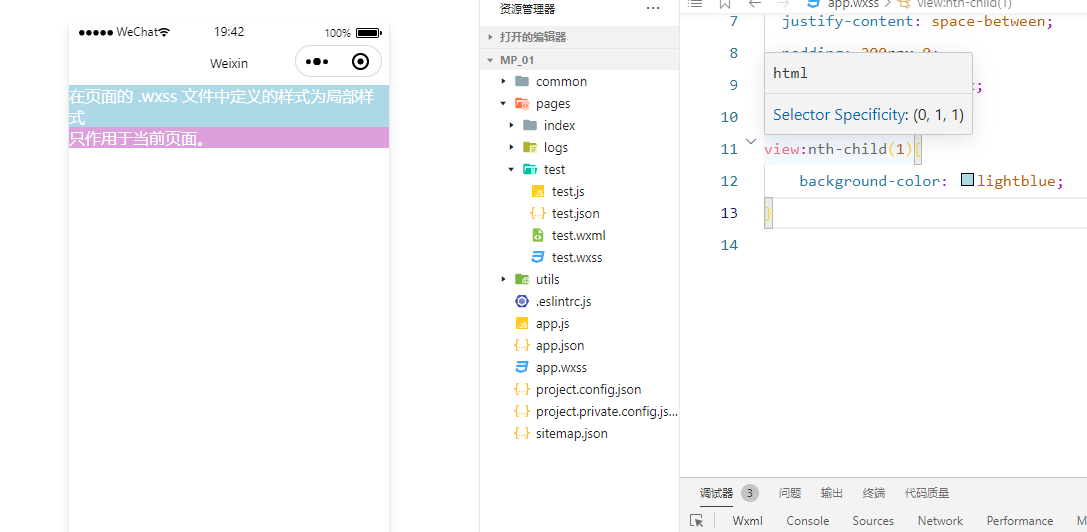 WeChat 19:42 100%
Weixin
在页面的 .wxss 文件中定义的样式为局部样
式
只作用于当前页面。
资源管理器 ···
打开的编辑器
MP_01
common
pages
index
logs
test
test.js
test.json
test.wxml
test.wxss
utils
.eslintrc.js
app.js
app.json
app.wxss
project.config.json
project.private.config.js...
sitemap.json
app.wxss > view:nth-child(1)
7 justify-content: space-between;
8
html
9
Selector Specificity: (0, 1, 1)
10
11 view:nth-child(1){
12 background-color: lightblue;
13 }
14
调试器 3 问题 输出 终端 代码质量
Wxml Console Sources Network Performance M